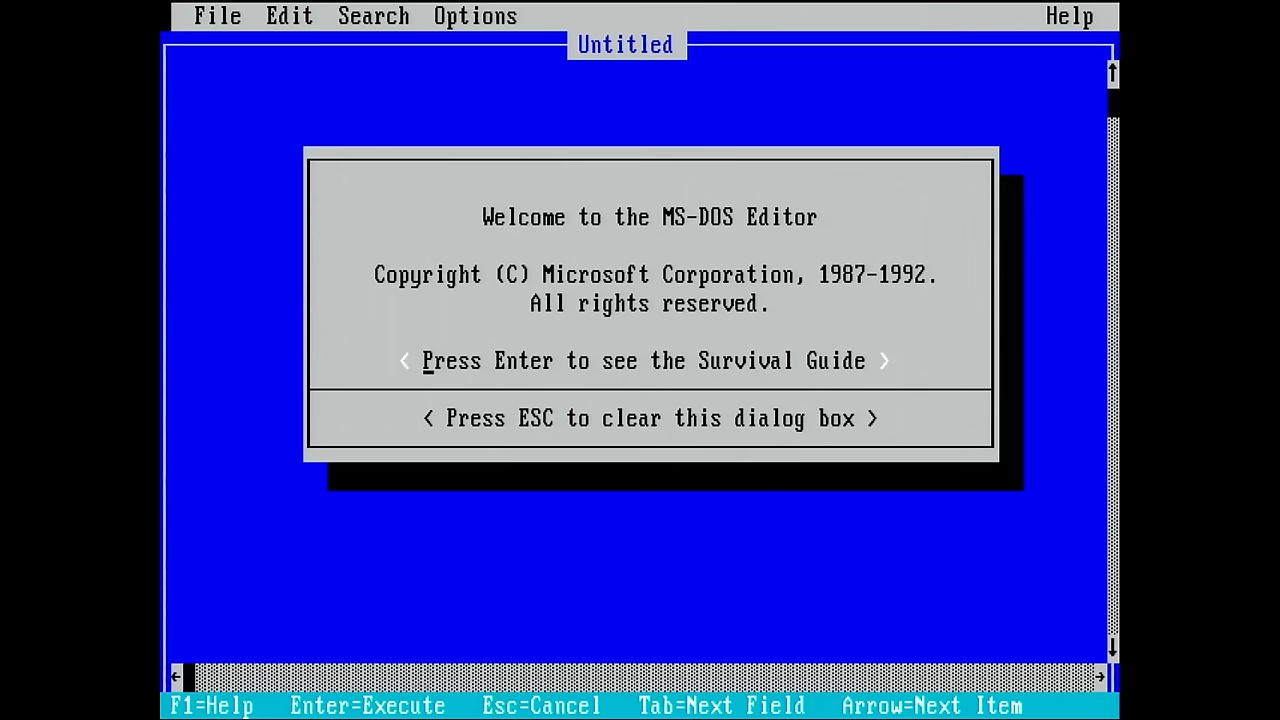 File Edit Search Options Help
Untitled
↑
Welcome to the MS-DOS Editor
Copyright (C) Microsoft Corporation, 1987-1992.
All rights reserved.
< Press Enter to see the Survival Guide >
< Press ESC to clear this dialog box >
↓
← →
F1=Help Enter=Execute Esc=Cancel Tab=Next Field Arrow=Next Item